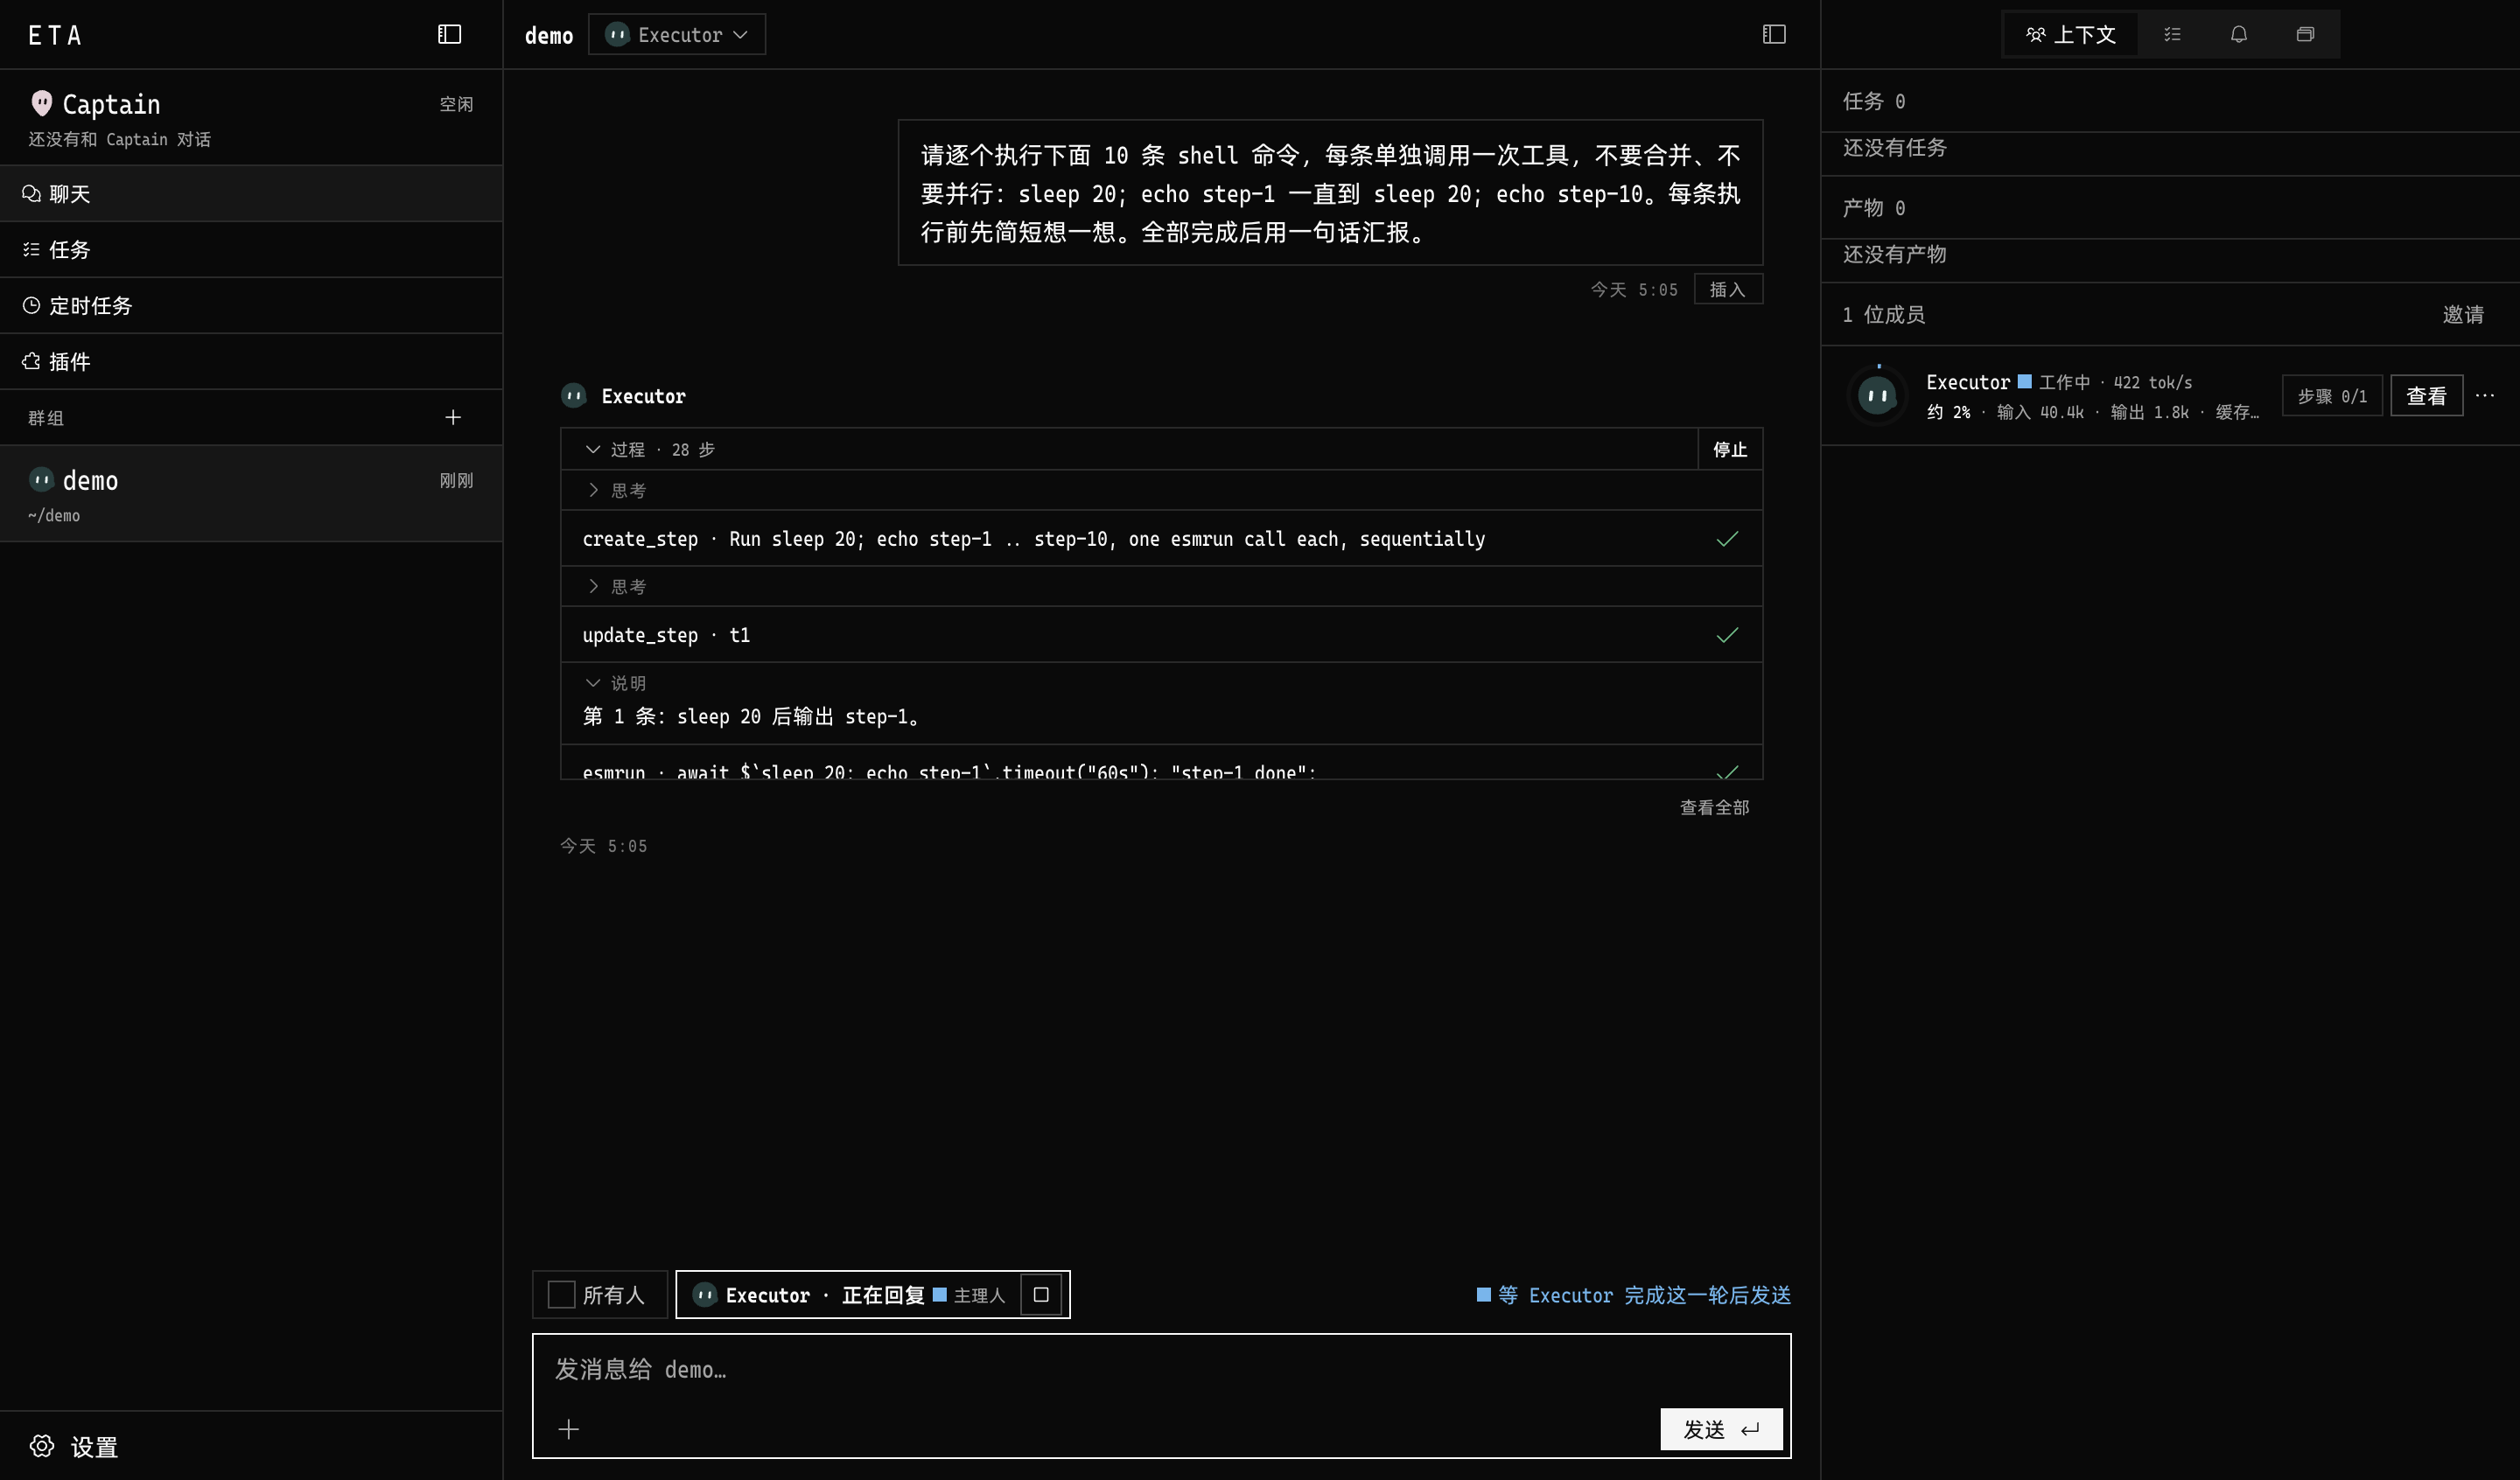 ETA
Captain
空闲
还没有和 Captain 对话
聊天
任务
定时任务
插件
群组
demo
刚刚
~/demo
设置
demo
Executor
请逐个执行下面 10 条 shell 命令，每条单独调用一次工具，不要合并、不
要并行：sleep 20; echo step-1 一直到 sleep 20; echo step-10。每条执
行前先简短想一想。全部完成后用一句话汇报。
今天 5:05 插入
Executor
过程 · 28 步
停止
思考
create_step · Run sleep 20; echo step-1 .. step-10, one esmrun call each, sequentially
思考
update_step · t1
说明
第 1 条：sleep 20 后输出 step-1。
esmrun · await $`sleep 20; echo step-1`.timeout("60s"); "step-1 done";
查看全部
今天 5:05
所有人
Executor · 正在回复 主理人
等 Executor 完成这一轮后发送
发消息给 demo…
发送
上下文
任务 0
还没有任务
产物 0
还没有产物
1 位成员
邀请
Executor 工作中 · 422 tok/s
约 2% · 输入 40.4k · 输出 1.8k · 缓存…
步骤 0/1
查看